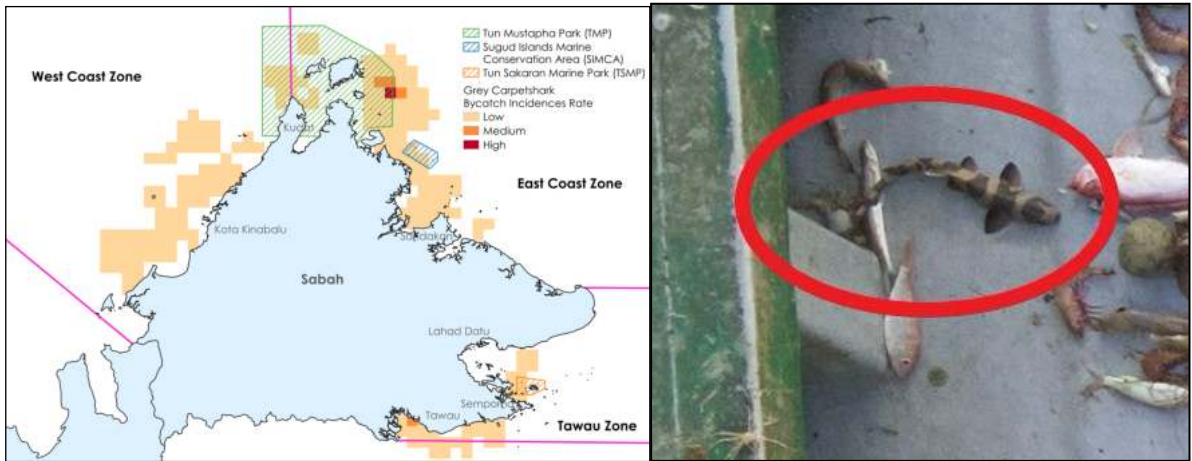 West Coast Zone
Tun Mustapha Park (TMP)
Sugud Islands Marine
Conservation Area (SIMCA)
Tun Sakaran Marine Park (TSMP)
Grey Carpetshark
Bycatch Incidences Rate
Low
Medium
High
Kudat
East Coast Zone
Kota Kinabalu
Sandakan
Sabah
Lahad Datu
Semporna
Tawau
Tawau Zone